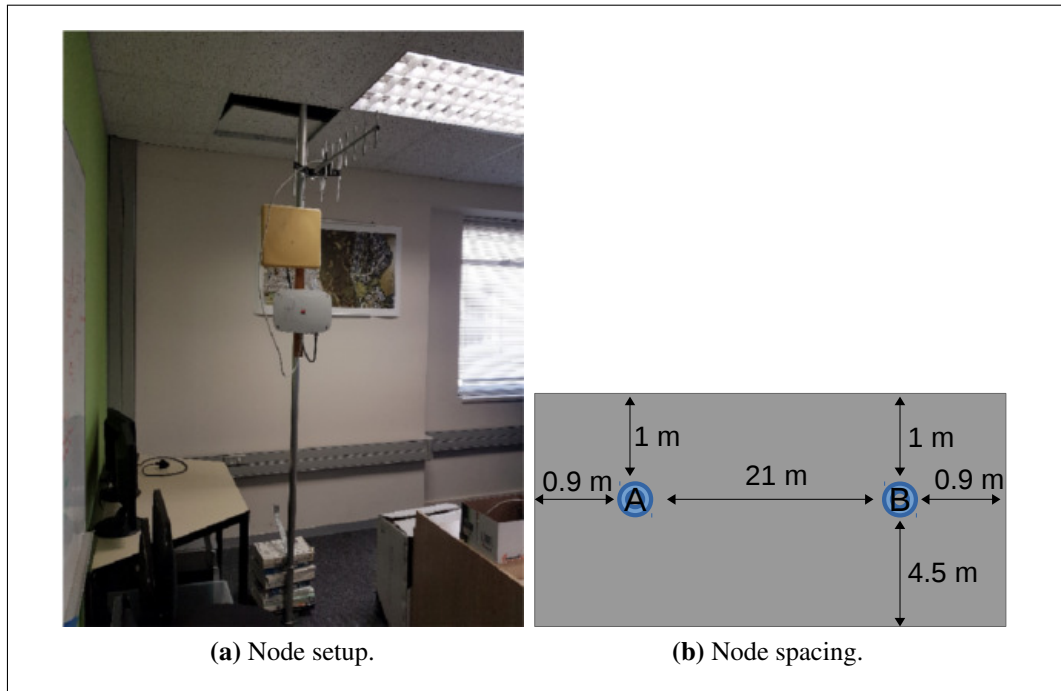 1 m
1 m
0.9 m
21 m
0.9 m
A
B
4.5 m
(a) Node setup.
(b) Node spacing.